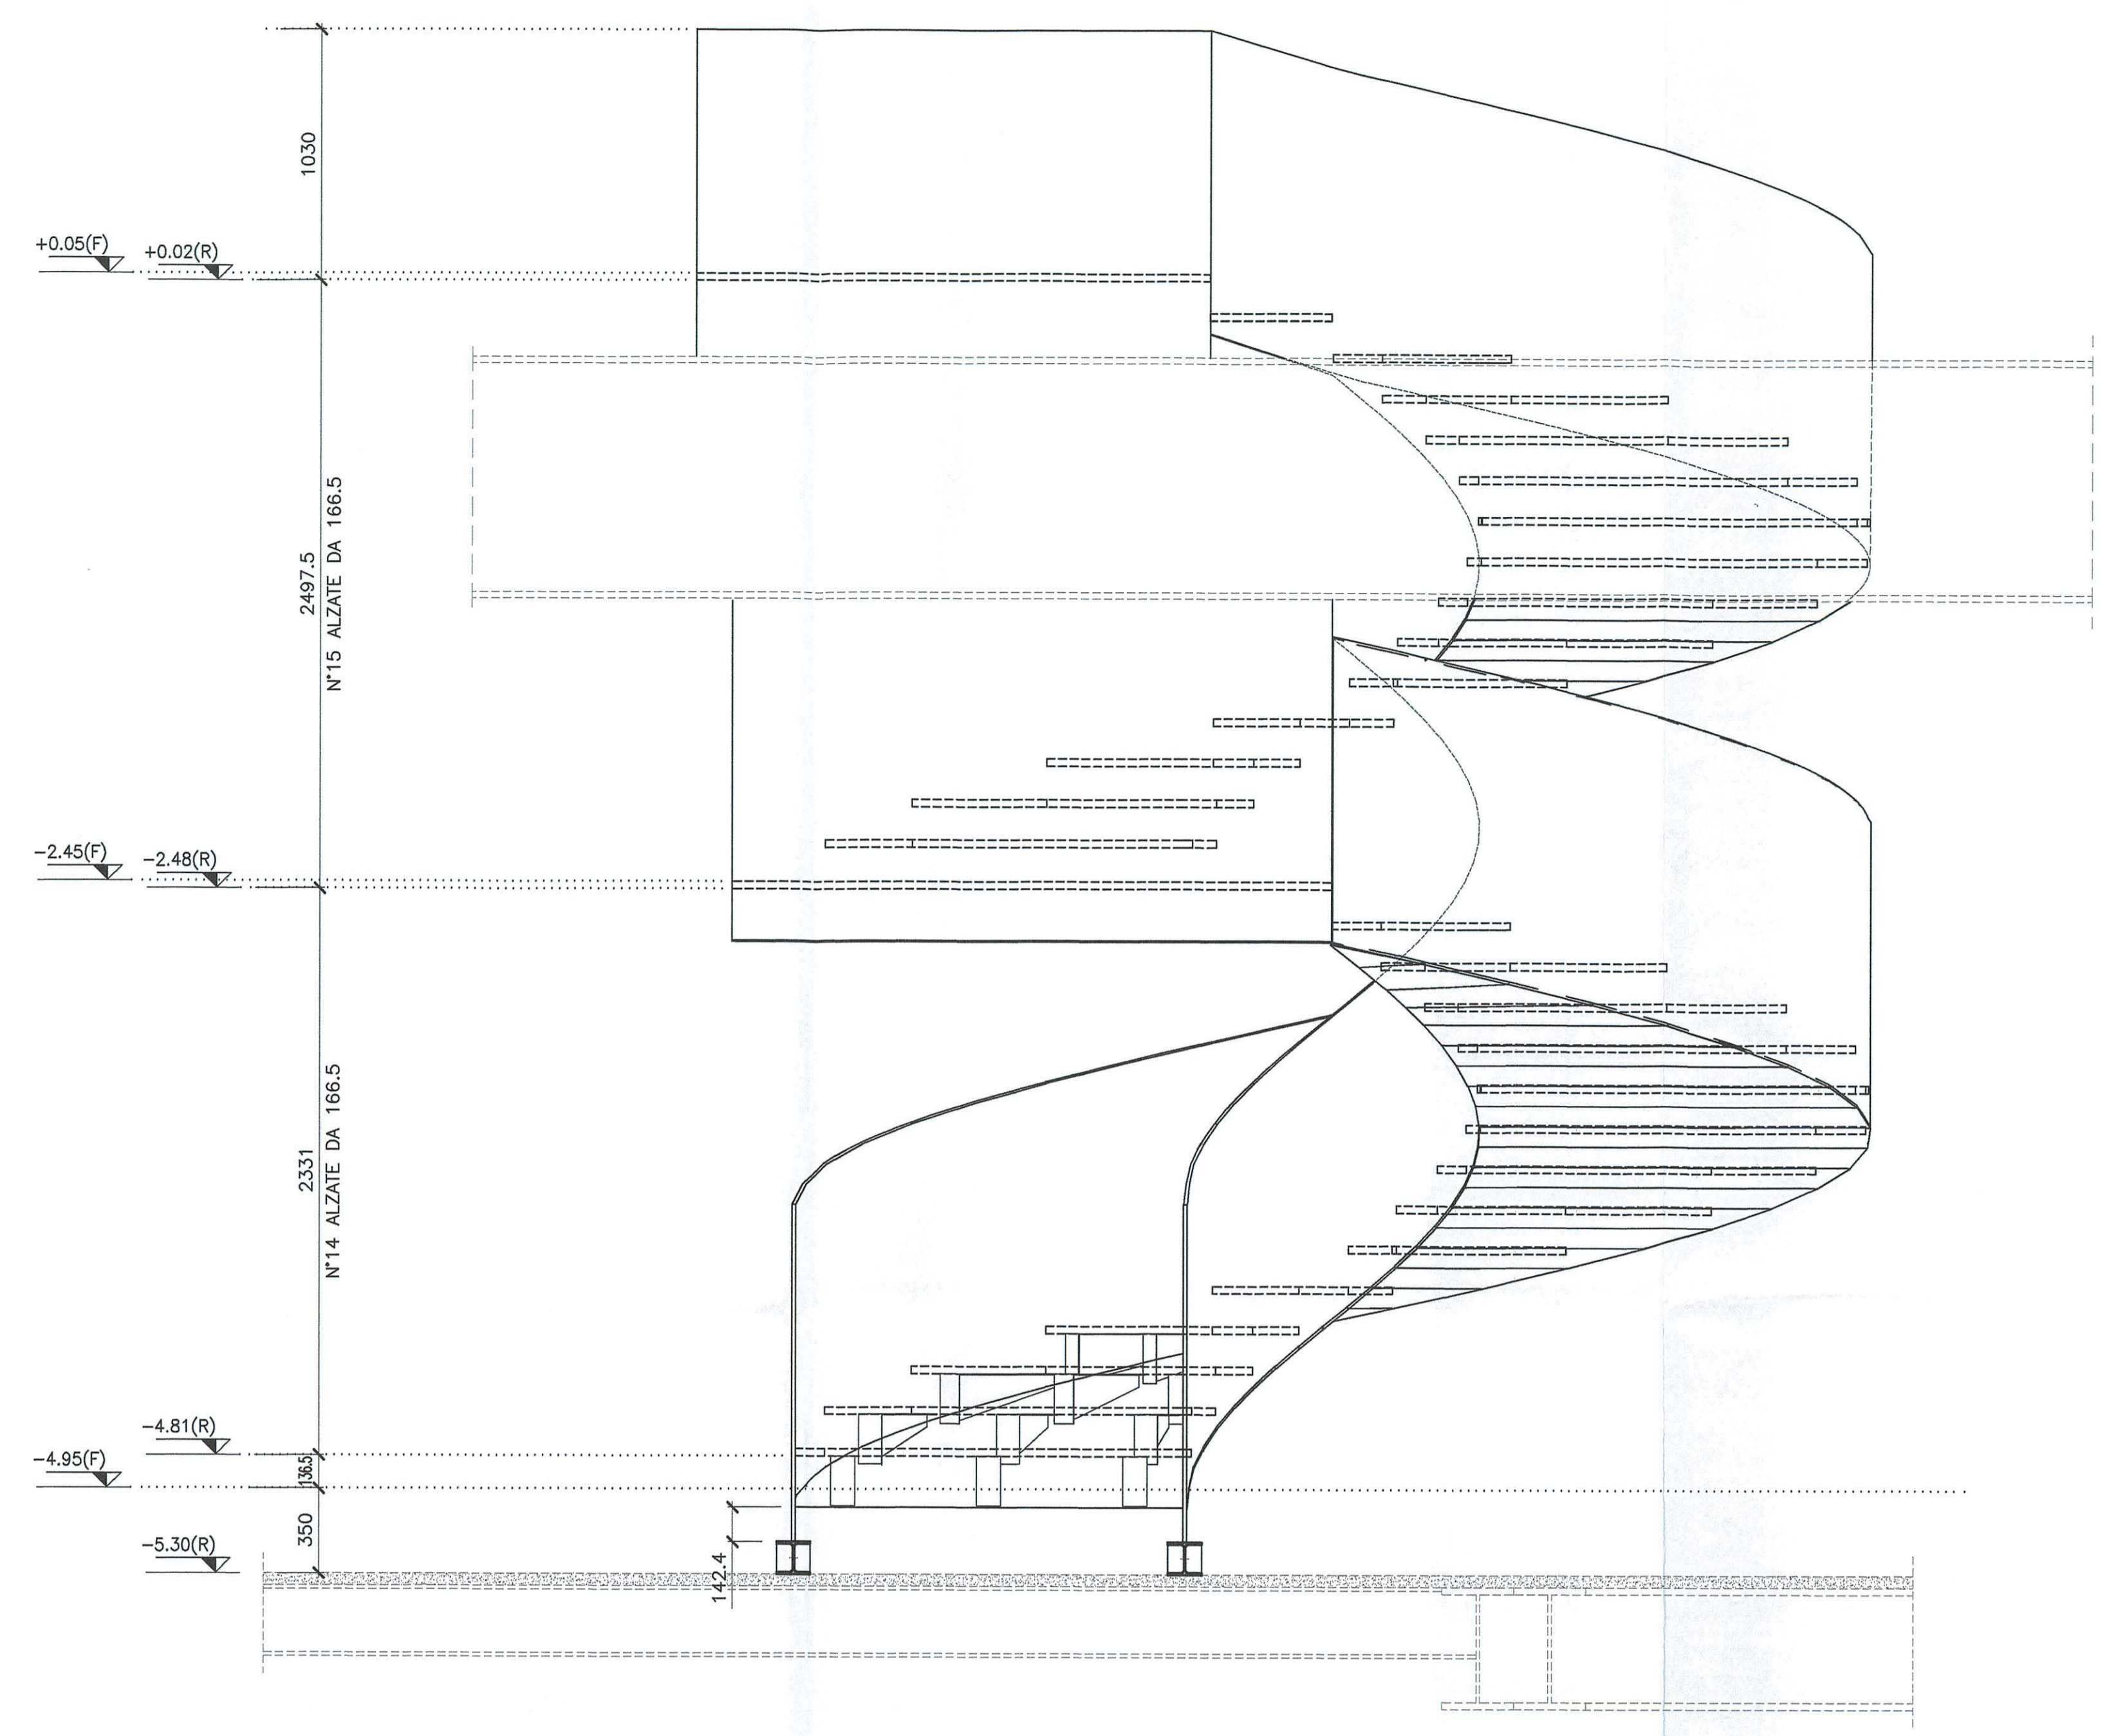 1030
+0.05(F)
+0.02(R)
2497.5
N°15 ALZATE DA 166.5
-2.45(F)
-2.48(R)
2331
N°14 ALZATE DA 166.5
-4.81(R)
-4.95(F)
136.5
350
-5.30(R)
142.4